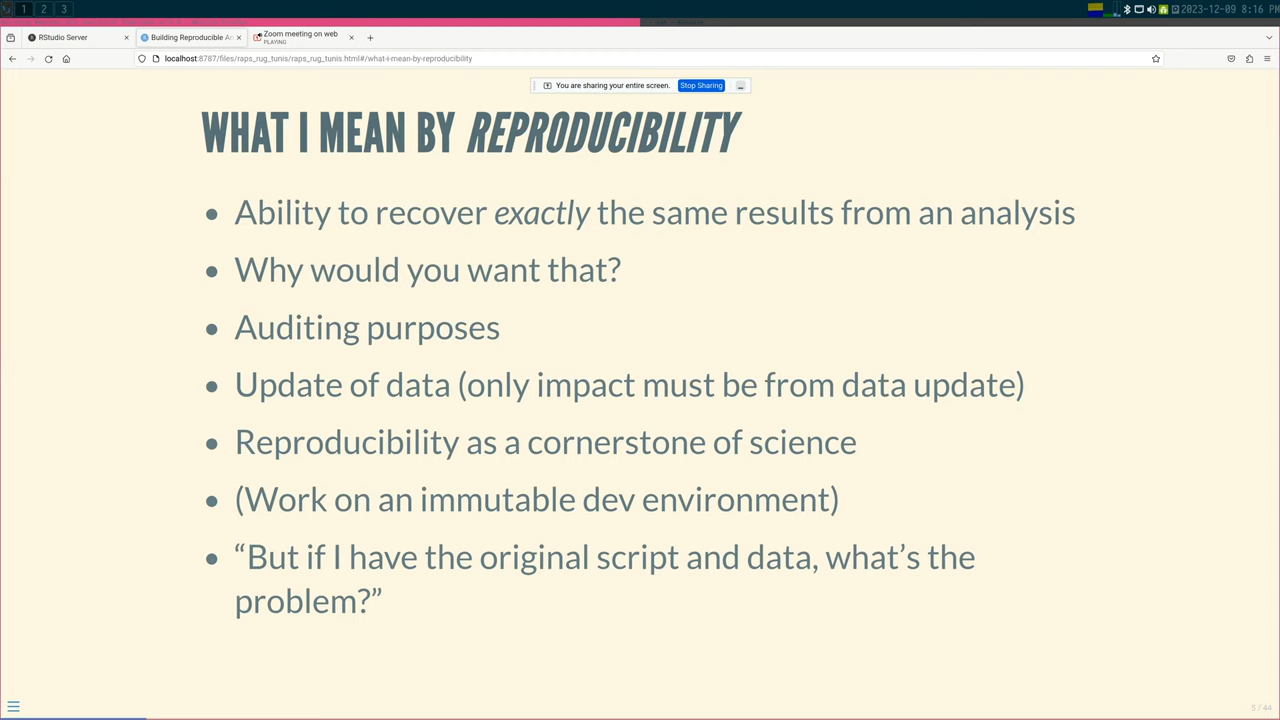 1 2 3
2023-12-09 8:16 PM
RStudio Server
Building Reproducible An
Zoom meeting on web
PLAYING
localhost:8787/files/raps_rug_tunis/raps_rug_tunis.html#/what-i-mean-by-reproducibility
You are sharing your entire screen. Stop Sharing
WHAT I MEAN BY REPRODUCIBILITY
• Ability to recover exactly the same results from an analysis
• Why would you want that?
• Auditing purposes
• Update of data (only impact must be from data update)
• Reproducibility as a cornerstone of science
• (Work on an immutable dev environment)
• “But if I have the original script and data, what’s the
problem?”
5 / 44